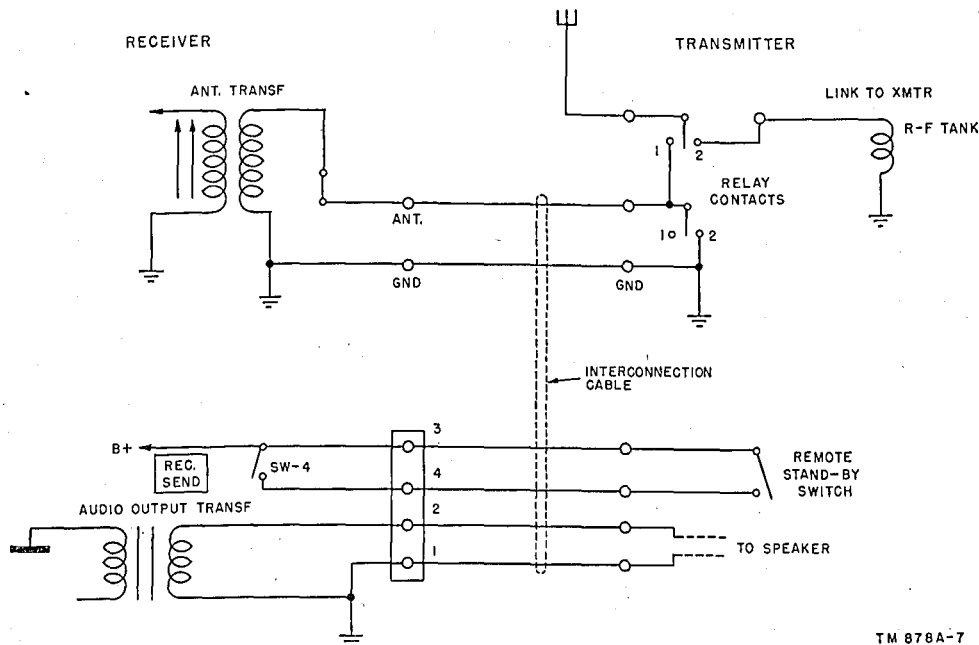 RECEIVER
TRANSMITTER
ANT. TRANSF
LINK TO XMTR
R-F TANK
1
2
RELAY
CONTACTS
ANT.
1
2
GND
GND
INTERCONNECTION
CABLE
B+
3
REC.
SEND
SW-4
4
REMOTE
STAND-BY
SWITCH
AUDIO OUTPUT TRANSF
2
1
TO SPEAKER
TM 878A-7